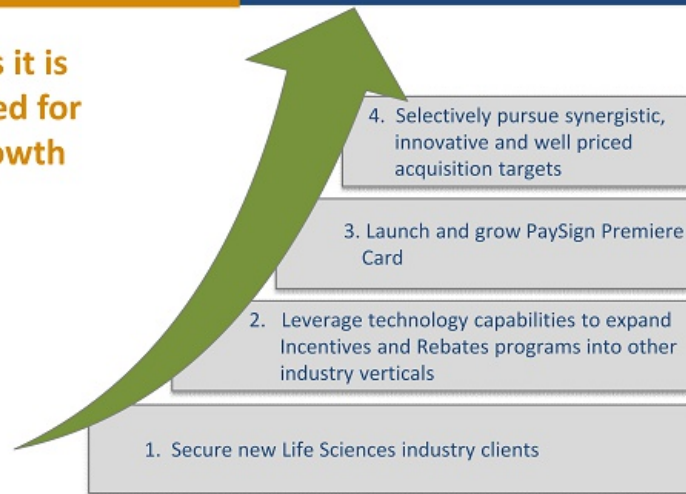 s it is
ed for
owth
4. Selectively pursue synergistic,
innovative and well priced
acquisition targets
3. Launch and grow PaySign Premiere
Card
2. Leverage technology capabilities to expand
Incentives and Rebates programs into other
industry verticals
1. Secure new Life Sciences industry clients